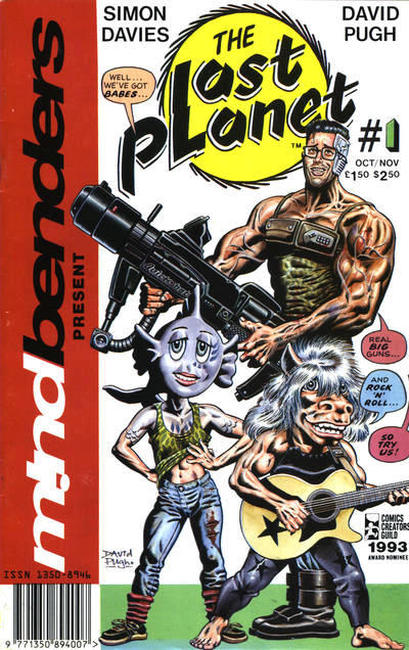 SIMON
DAVIES
DAVID
PUGH
THE
Last
pLanet
TM
#1
OCT/NOV
£1.50 $2.50
WELL...
WE'VE GOT
BABES...
mindbenders
PRESENT
REAL
BIG
GUNS...
AND
ROCK
'N'
ROLL...
SO
TRY
US!
COMICS
CREATORS
GUILD
1993
AWARD NOMINEE
DAVID
Pugh.
ISSN 1350-8946
9 771350 894007 >